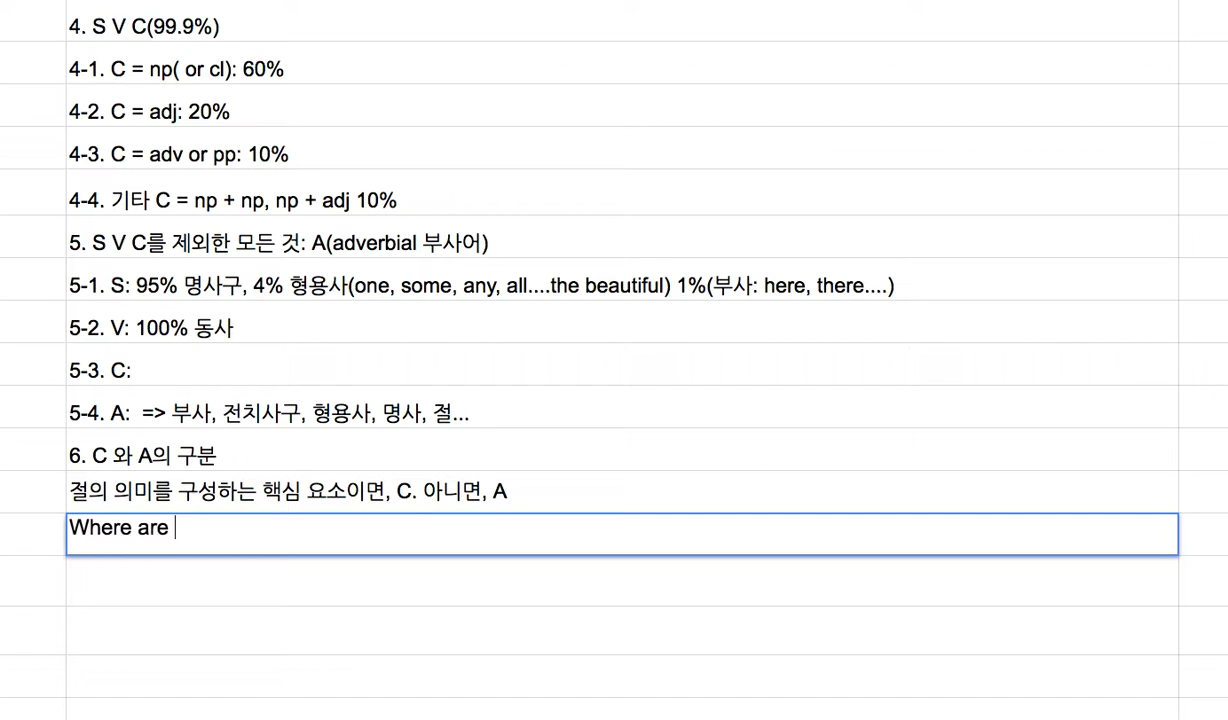 4. S V C(99.9%)
4-1. C = np( or cl): 60%
4-2. C = adj: 20%
4-3. C = adv or pp: 10%
4-4. 기타 C = np + np, np + adj 10%
5. S V C를 제외한 모든 것: A(adverbial 부사어)
5-1. S: 95% 명사구, 4% 형용사(one, some, any, all....the beautiful) 1%(부사: here, there....)
5-2. V: 100% 동사
5-3. C:
5-4. A:  => 부사, 전치사구, 형용사, 명사, 절...
6. C 와 A의 구분
절의 의미를 구성하는 핵심 요소이면, C. 아니면, A
Where are